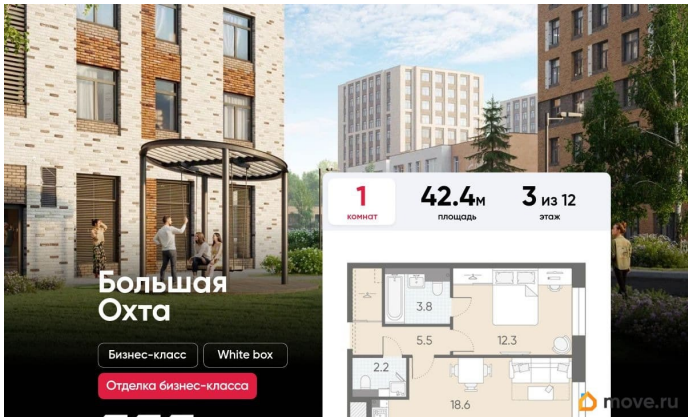 1
комнат
42.4м
площадь
3 из 12
этаж
Большая
Охта
Бизнес-класс
White box
Отделка бизнес-класса
3.8
5.5
12.3
2.2
18.6
move.ru